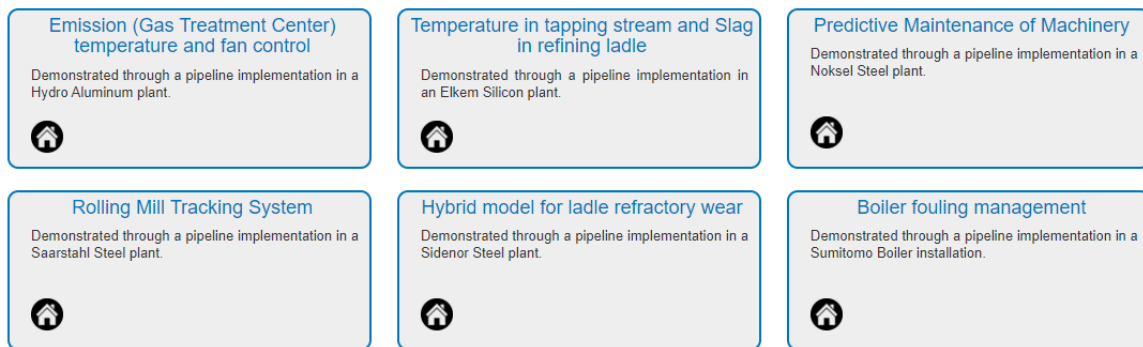 Emission (Gas Treatment Center)
temperature and fan control
Demonstrated through a pipeline implementation in a
Hydro Aluminum plant.
Temperature in tapping stream and Slag
in refining ladle
Demonstrated through a pipeline implementation in
an Elkem Silicon plant.
Predictive Maintenance of Machinery
Demonstrated through a pipeline implementation in a
Noksel Steel plant.
Rolling Mill Tracking System
Demonstrated through a pipeline implementation in a
Saarstahl Steel plant.
Hybrid model for ladle refractory wear
Demonstrated through a pipeline implementation in a
Sidenor Steel plant.
Boiler fouling management
Demonstrated through a pipeline implementation in a
Sumitomo Boiler installation.